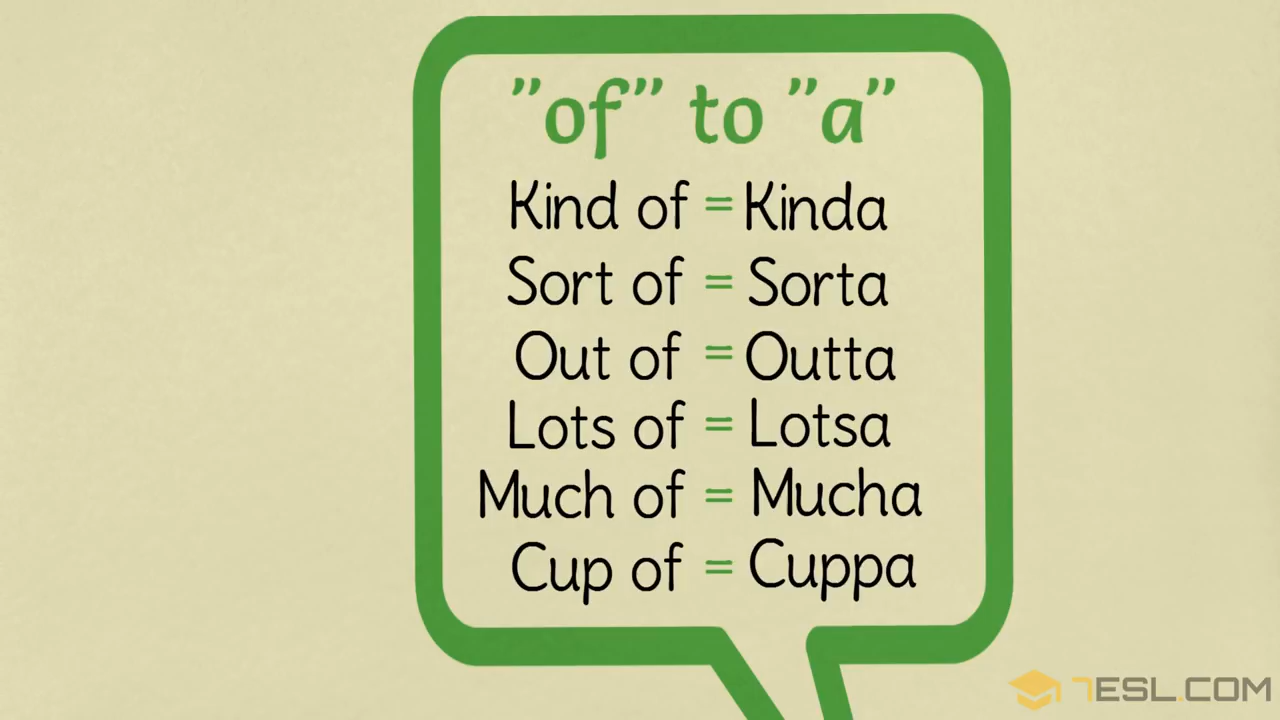 "of" to "a"
Kind of = Kinda
Sort of = Sorta
Out of = Outta
Lots of = Lotsa
Much of = Mucha
Cup of = Cuppa
7ESL.COM